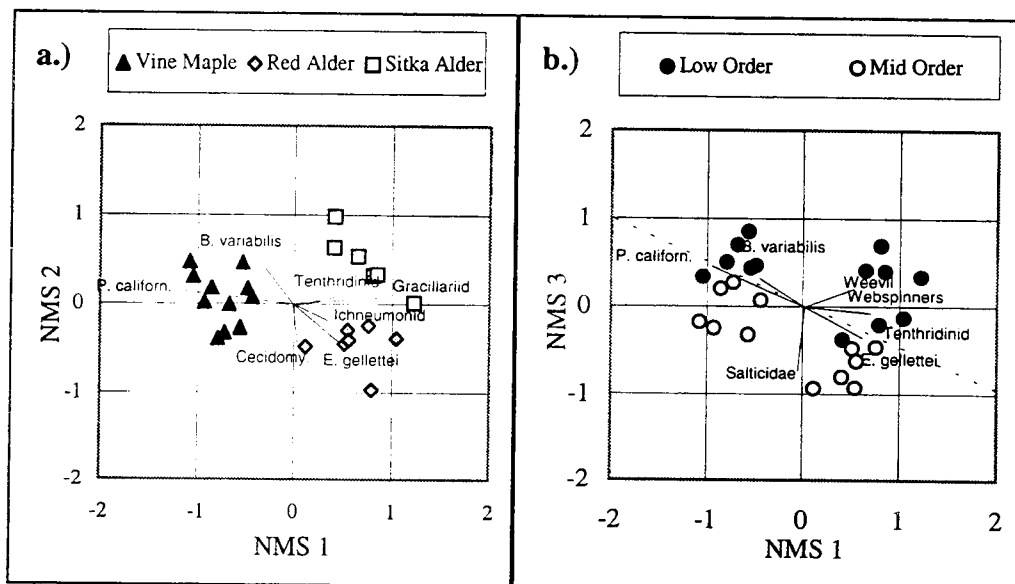 a.)
▲ Vine Maple ◇ Red Alder □ Sitka Alder
2
1
0
-1
-2
NMS 2
B. variabilis
P. californ.
Tenthridinid
Gracillariid
Ichneumonid
Cecidomy
E. gellettei
-2 -1 0 1 2
NMS 1
b.)
● Low Order ○ Mid Order
2
1
0
-1
-2
NMS 3
P. californ.
B. variabilis
Weevil
Webspinners
Tenthridinid
E. gellettei
Salticidae
-2 -1 0 1 2
NMS 1